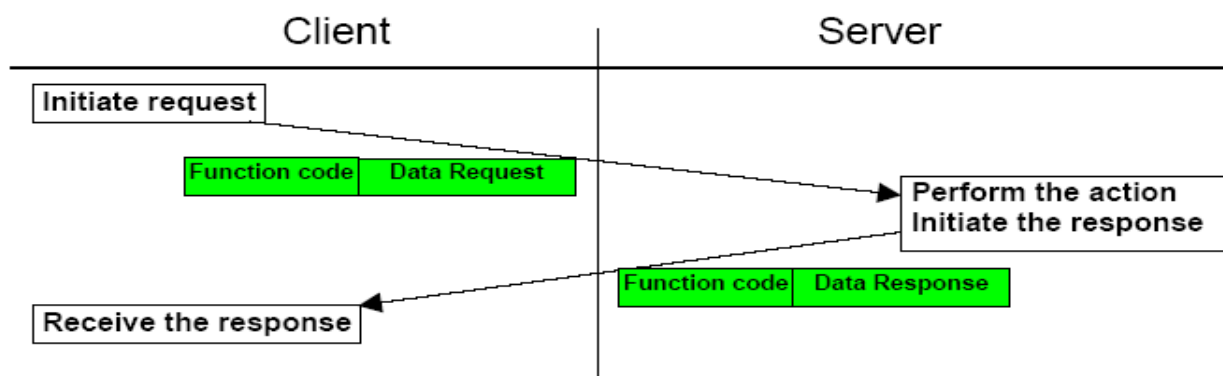 Client
Server
Initiate request
Function code
Data Request
Perform the action
Initiate the response
Function code
Data Response
Receive the response